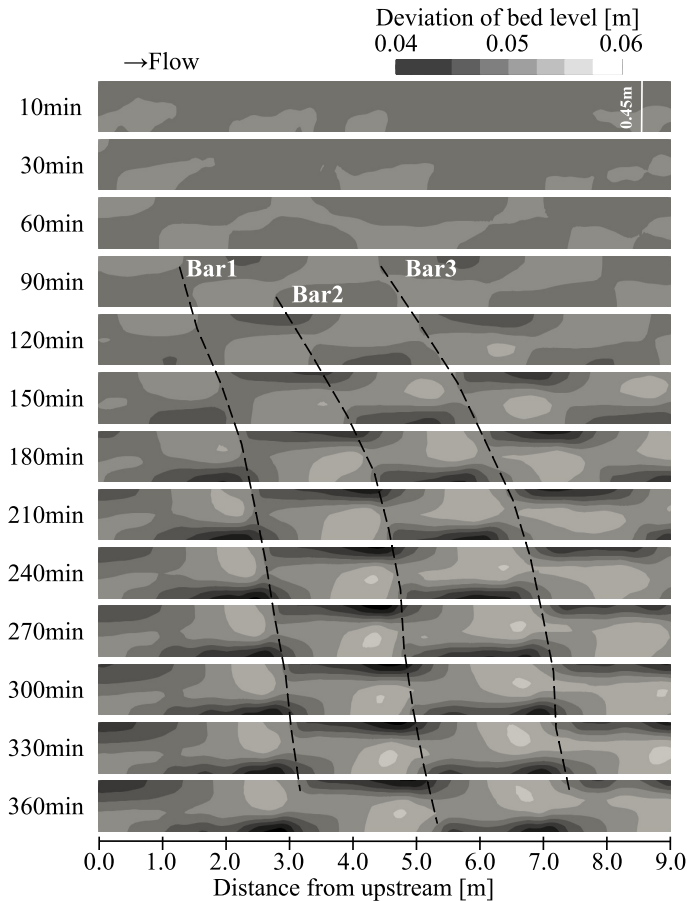 Deviation of bed level [m]
0.04 0.05 0.06
→Flow
10min
0.45m
30min
60min
90min
Bar1
Bar2
Bar3
120min
150min
180min
210min
240min
270min
300min
330min
360min
0.0 1.0 2.0 3.0 4.0 5.0 6.0 7.0 8.0 9.0
Distance from upstream [m]